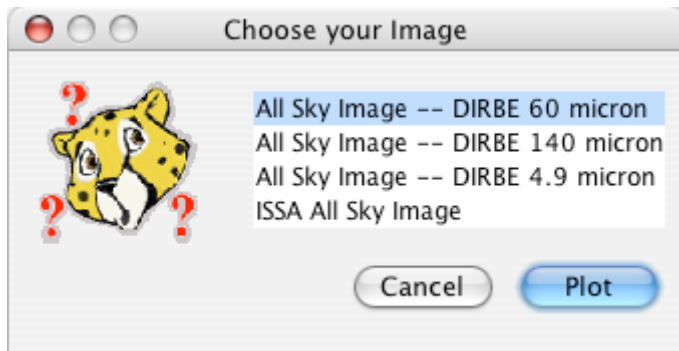 Choose your Image
? All Sky Image -- DIRBE 60 micron
All Sky Image -- DIRBE 140 micron
All Sky Image -- DIRBE 4.9 micron
? ? ISSA All Sky Image
Cancel Plot